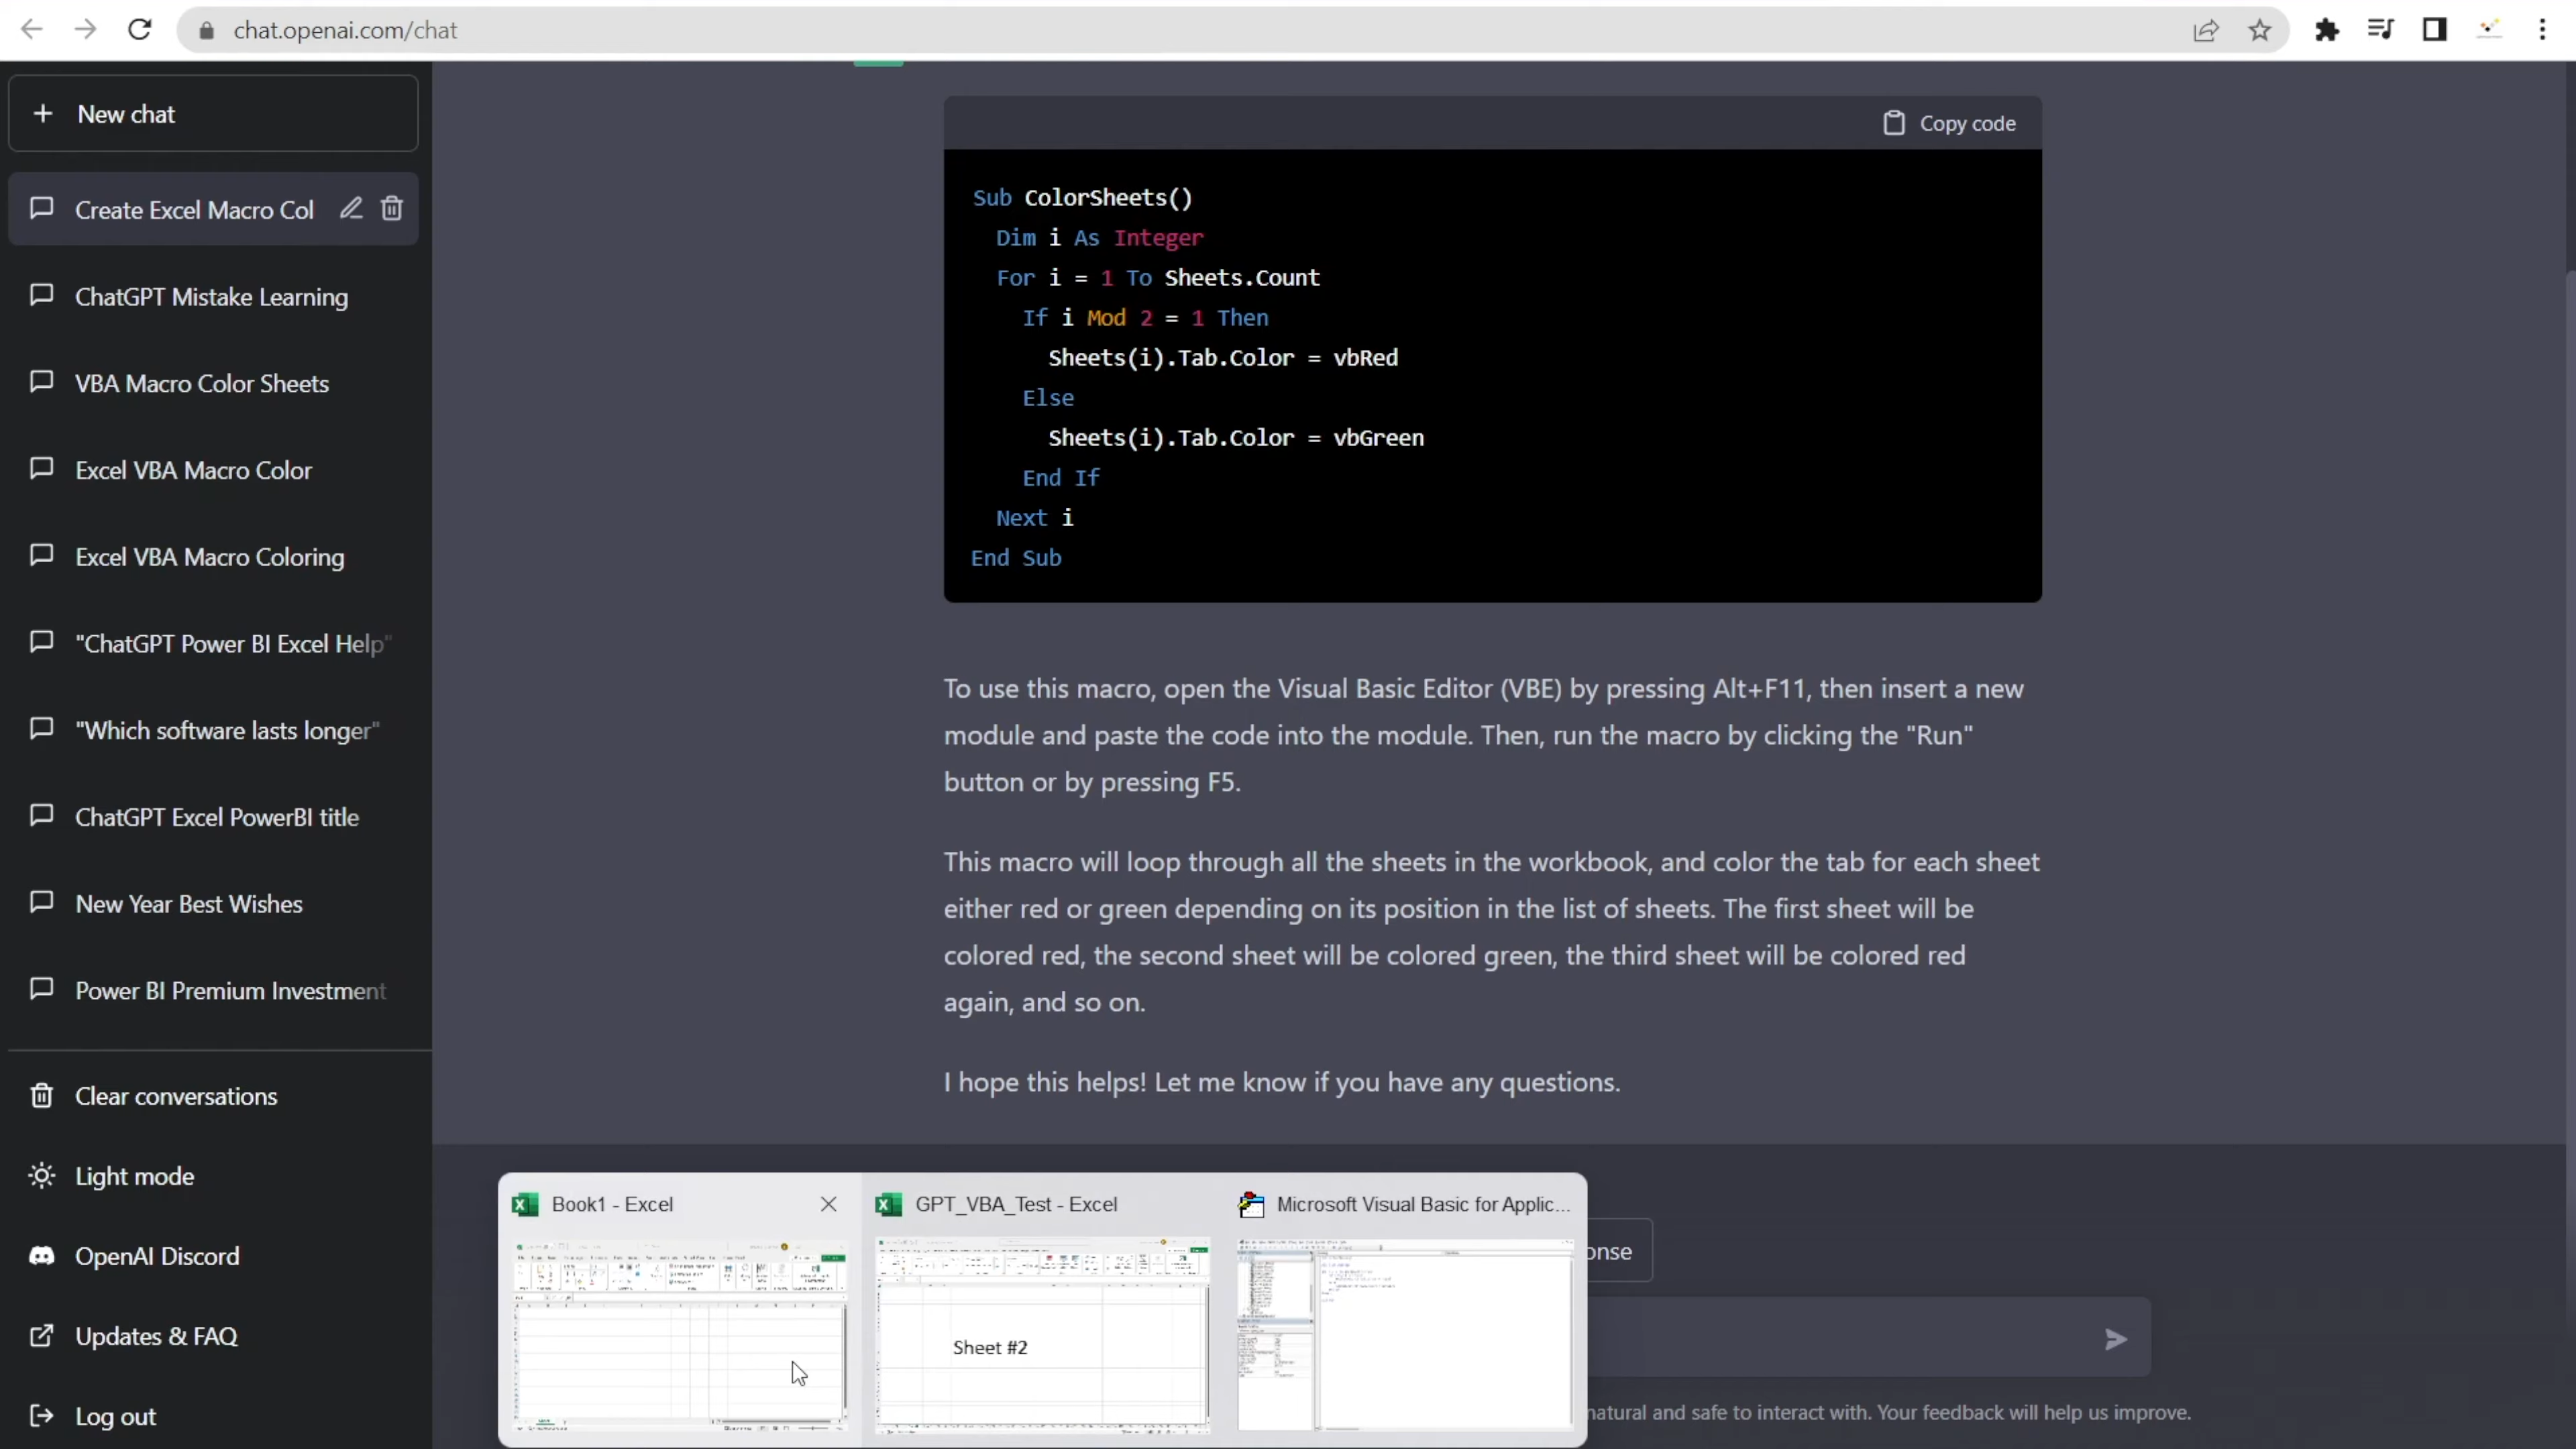 chat.openai.com/chat
New chat
Create Excel Macro Col
ChatGPT Mistake Learning
VBA Macro Color Sheets
Excel VBA Macro Color
Excel VBA Macro Coloring
"ChatGPT Power BI Excel Help"
"Which software lasts longer"
ChatGPT Excel PowerBI title
New Year Best Wishes
Power BI Premium Investment
Clear conversations
Light mode
OpenAI Discord
Updates & FAQ
Log out
Copy code
Sub ColorSheets()
Dim i As Integer
For i = 1 To Sheets.Count
If i Mod 2 = 1 Then
Sheets(i).Tab.Color = vbRed
Else
Sheets(i).Tab.Color = vbGreen
End If
Next i
End Sub
To use this macro, open the Visual Basic Editor (VBE) by pressing Alt+F11, then insert a new
module and paste the code into the module. Then, run the macro by clicking the "Run"
button or by pressing F5.
This macro will loop through all the sheets in the workbook, and color the tab for each sheet
either red or green depending on its position in the list of sheets. The first sheet will be
colored red, the second sheet will be colored green, the third sheet will be colored red
again, and so on.
I hope this helps! Let me know if you have any questions.
Book1 - Excel
GPT_VBA_Test - Excel
Microsoft Visual Basic for Applic...
Sheet #2
onse
natural and safe to interact with. Your feedback will help us improve.